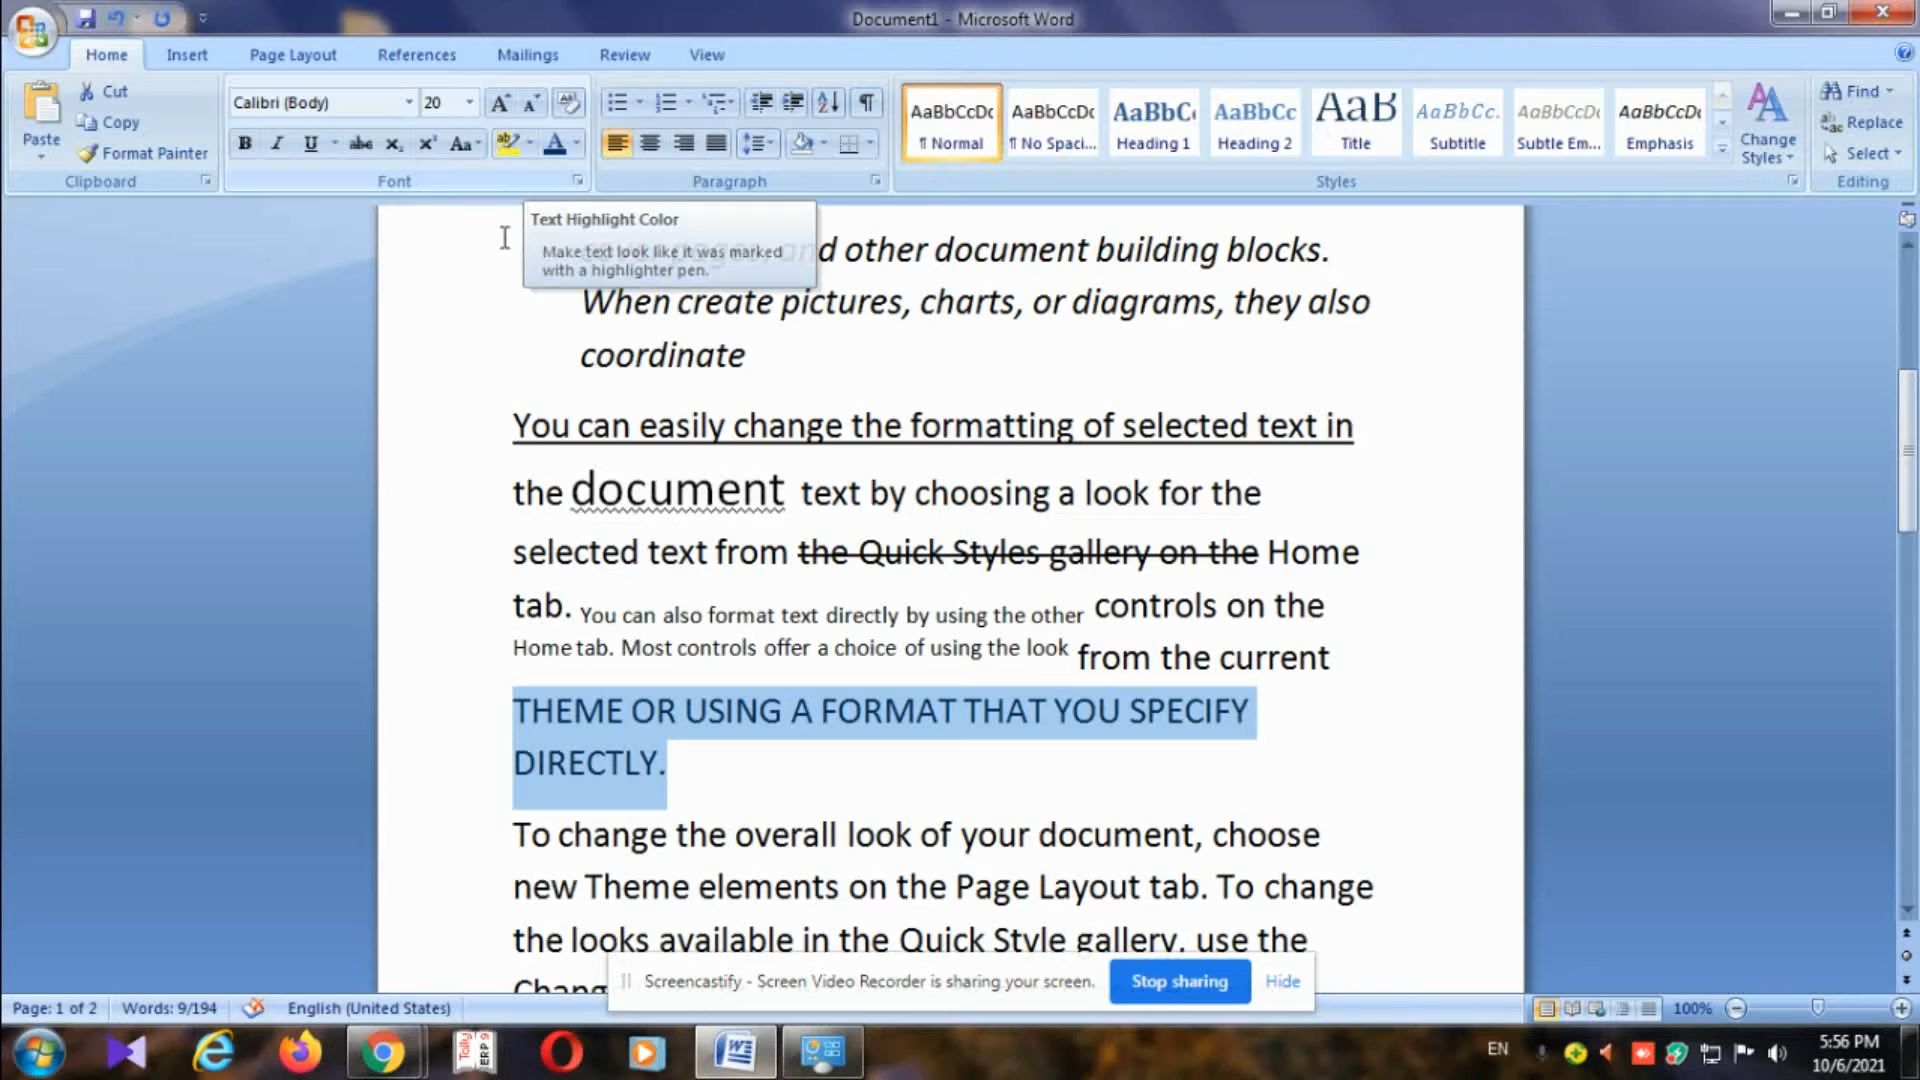 Document1 - Microsoft Word
Home Insert Page Layout References Mailings Review View
Paste
Cut
Copy
Format Painter
Clipboard
Calibri (Body) 20
B I U abc X₂ X² Aa ab A
Font
Paragraph
AaBbCcDc AaBbCcDc AaBbC AaBbCc AaB AaBbCc. AaBbCcDc AaBbCcDc
¶ Normal ¶ No Spaci... Heading 1 Heading 2 Title Subtitle Subtle Em... Emphasis
Change
Styles
Styles
Find
Replace
Select
Editing
Text Highlight Color
Make text look like it was marked
with a highlighter pen.
d other document building blocks.
When create pictures, charts, or diagrams, they also
coordinate
You can easily change the formatting of selected text in
the document text by choosing a look for the
selected text from the Quick Styles gallery on the Home
tab. You can also format text directly by using the other controls on the
Home tab. Most controls offer a choice of using the look from the current
THEME OR USING A FORMAT THAT YOU SPECIFY
DIRECTLY.
To change the overall look of your document, choose
new Theme elements on the Page Layout tab. To change
the looks available in the Quick Style gallery, use the
Chang
Screencastify - Screen Video Recorder is sharing your screen. Stop sharing Hide
Page: 1 of 2 Words: 9/194 English (United States) 100%
Tally
ERP 9
EN
5:56 PM
10/6/2021